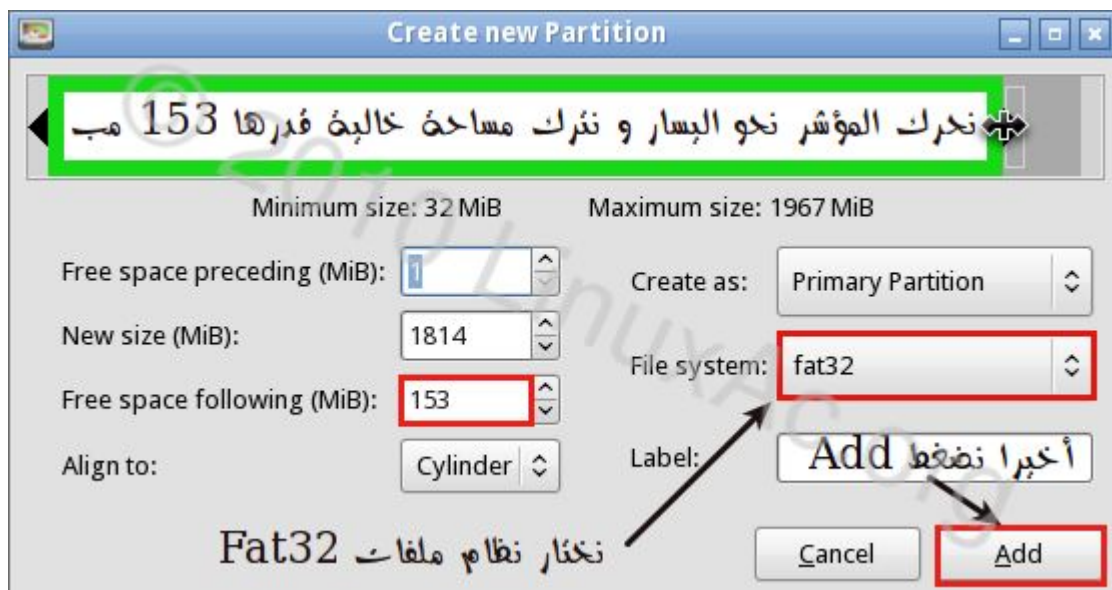 Create new Partition
نحرك المؤشر نحو اليسار و نترك مساحة خالية قدرها 153 مب
Minimum size: 32 MiB Maximum size: 1967 MiB
Free space preceding (MiB): 1 Create as: Primary Partition
New size (MiB): 1814
File system: fat32
Free space following (MiB): 153
Align to: Cylinder Label: أخيرا نضغط Add
نختار نظام ملفات Fat32
Cancel Add
© 2010 LinuxAc.org